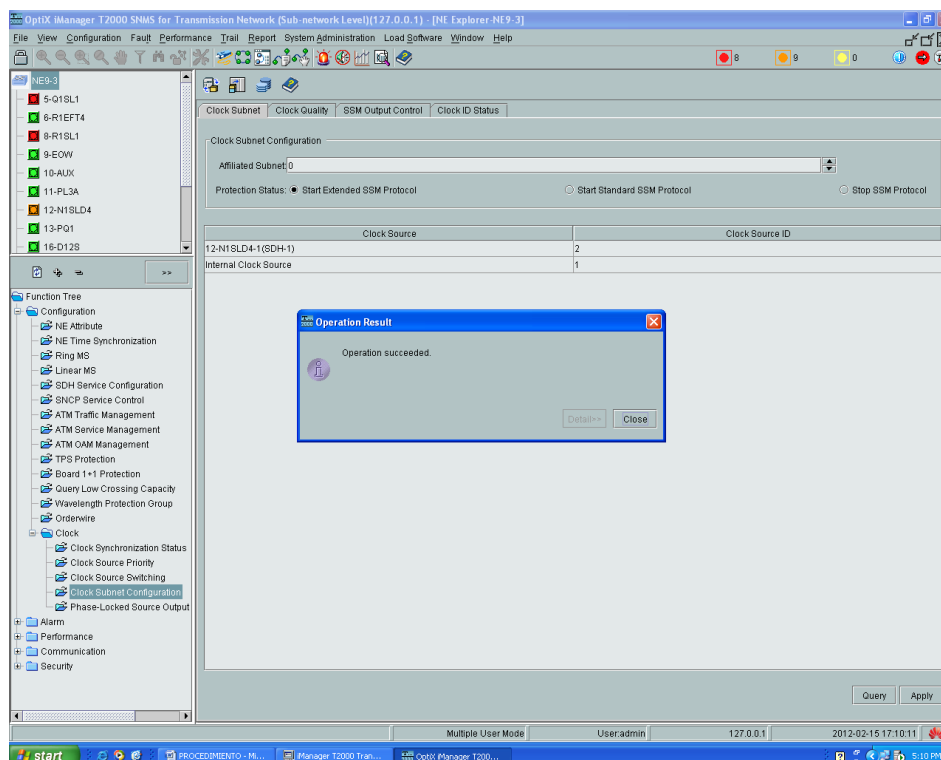 OptiX iManager T2000 SNMS for Transmission Network (Sub-network Level)(127.0.0.1) - [NE Explorer-NE9-3]
File View Configuration Fault Performance Trail Report System Administration Load Software Window Help
8 9 0
NE9-3
5-Q1SL1
6-R1EFT4
8-R1SL1
9-EOW
10-AUX
11-PL3A
12-N1SLD4
13-PQ1
16-D12S
>>
Function Tree
Configuration
NE Attribute
NE Time Synchronization
Ring MS
Linear MS
SDH Service Configuration
SNCP Service Control
ATM Traffic Management
ATM Service Management
ATM OAM Management
TPS Protection
Board 1+1 Protection
Query Low Crossing Capacity
Wavelength Protection Group
Orderwire
Clock
Clock Synchronization Status
Clock Source Priority
Clock Source Switching
Clock Subnet Configuration
Phase-Locked Source Output
Alarm
Performance
Communication
Security
Clock Subnet Clock Quality SSM Output Control Clock ID Status
Clock Subnet Configuration
Affiliated Subnet: 0
Protection Status: Start Extended SSM Protocol Start Standard SSM Protocol Stop SSM Protocol
Clock Source Clock Source ID
12-N1SLD4-1(SDH-1) 2
Internal Clock Source 1
Operation Result
Operation succeeded.
Detail>> Close
Query Apply
Multiple User Mode User:admin 127.0.0.1 2012-02-15 17:10:11
start PROCEDIMIENTO - Mi... iManager T2000 Tran... OptiX iManager T200... 5:10 PM